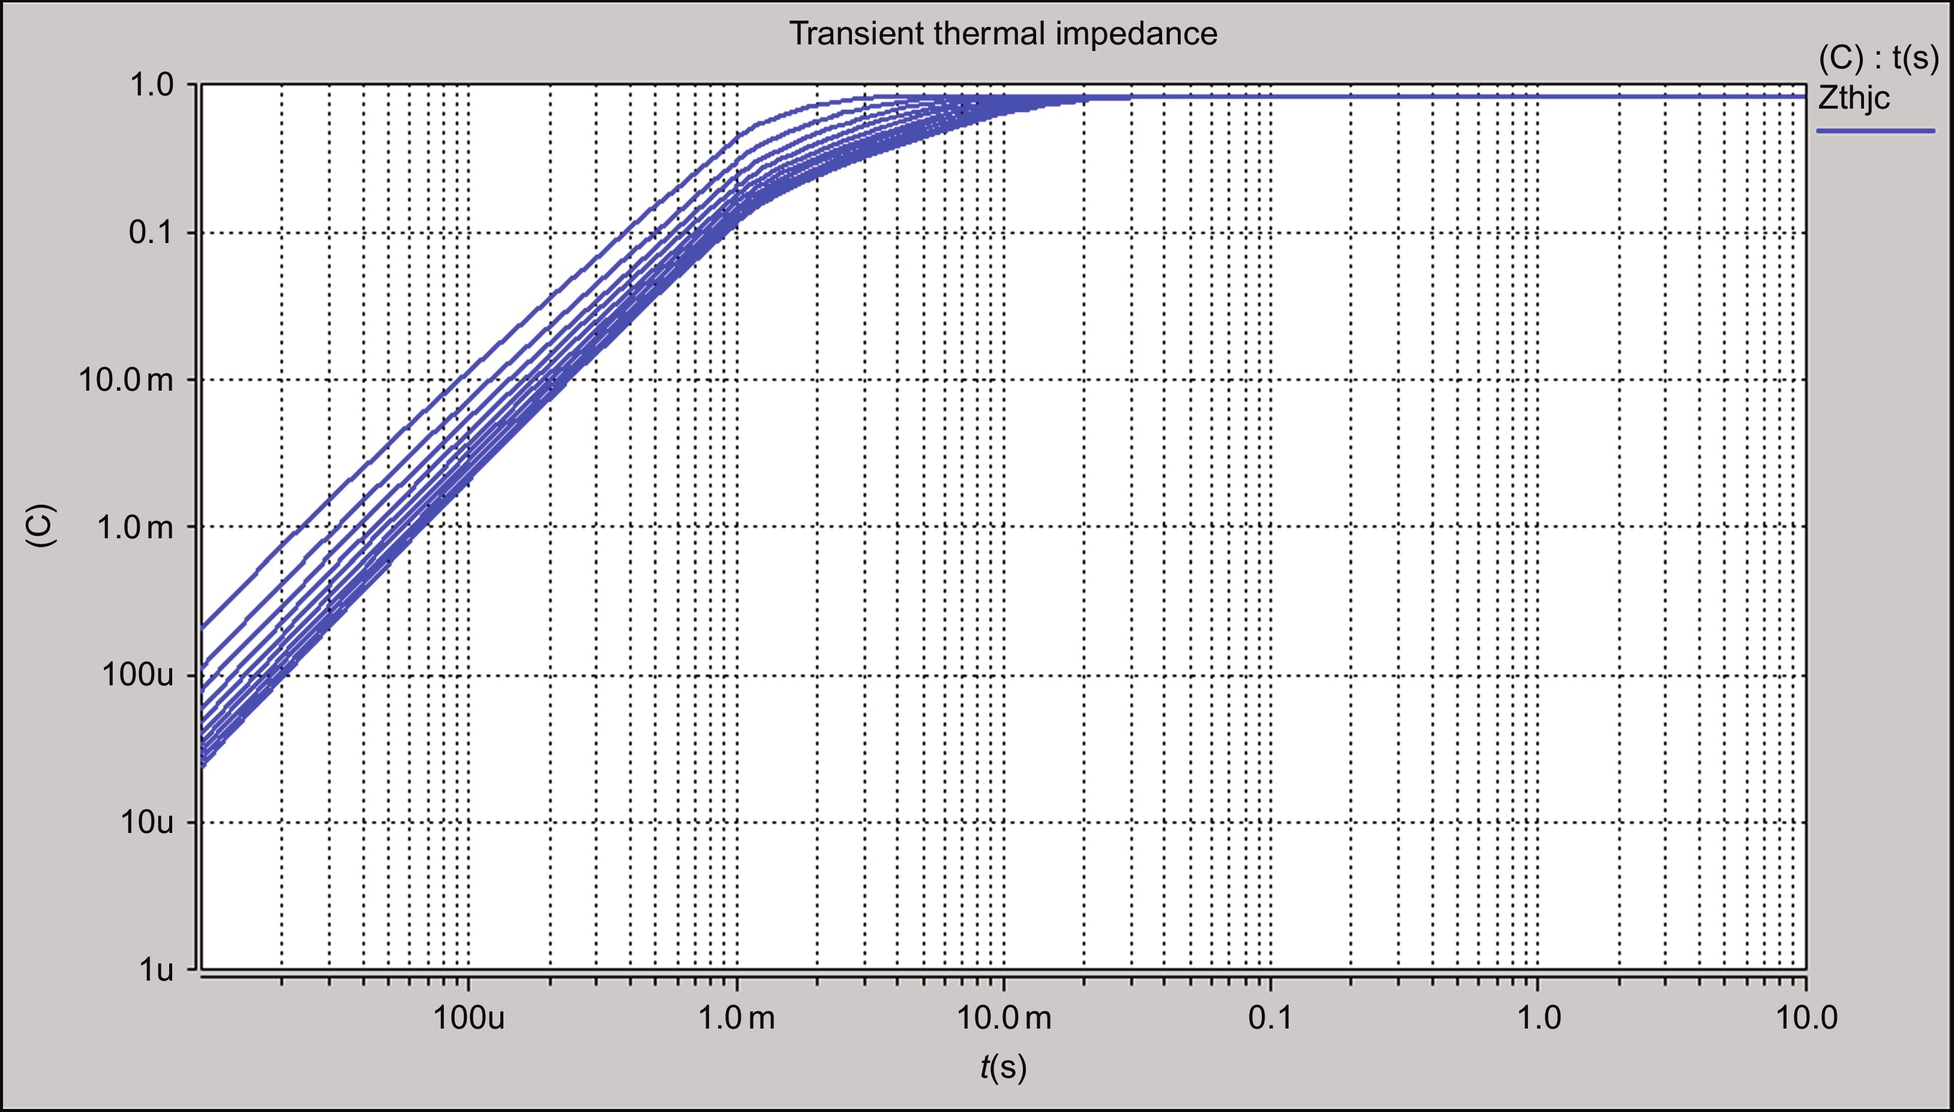 Transient thermal impedance
(C) : t(s)
Zthjc
1.0
0.1
10.0 m
1.0 m
100u
10u
1u
(C)
100u
1.0 m
10.0 m
0.1
1.0
10.0
t(s)